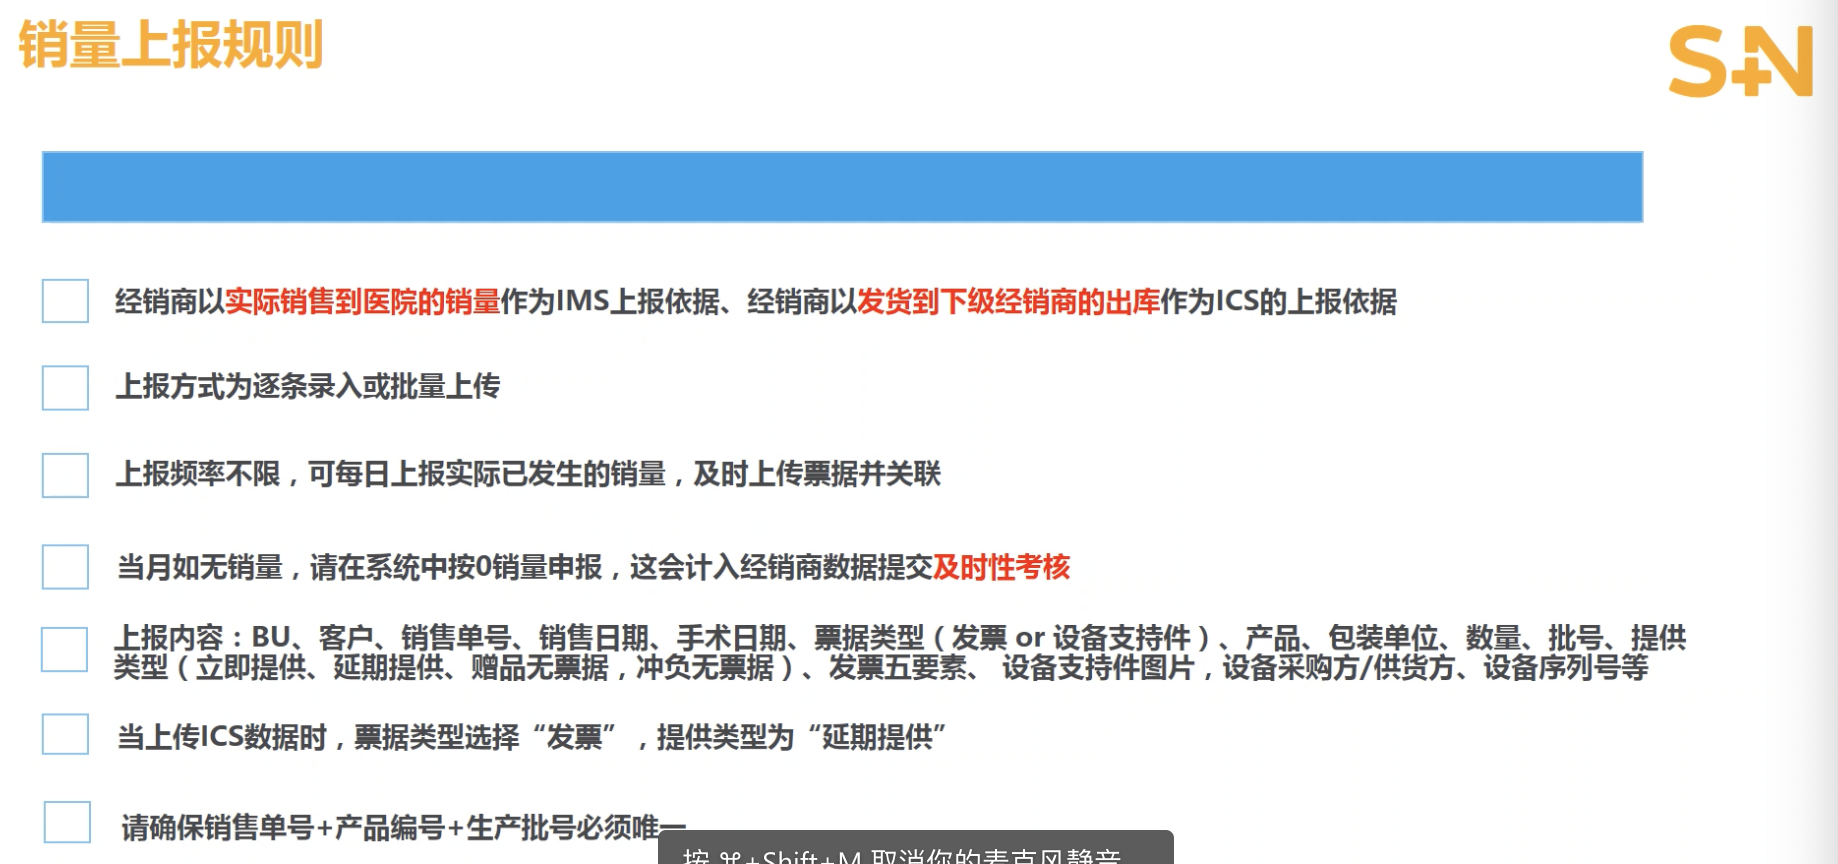 销量上报规则
S+N
经销商以实际销售到医院的销量作为IMS上报依据、经销商以发货到下级经销商的出库作为ICS的上报依据
上报方式为逐条录入或批量上传
上报频率不限，可每日上报实际已发生的销量，及时上传票据并关联
当月如无销量，请在系统中按0销量申报，这会计入经销商数据提交及时性考核
上报内容：BU、客户、销售单号、销售日期、手术日期、票据类型（发票 or 设备支持件）、产品、包装单位、数量、批号、提供
类型（立即提供、延期提供、赠品无票据，冲负无票据）、发票五要素、 设备支持件图片，设备采购方/供货方、设备序列号等
当上传ICS数据时，票据类型选择“发票”，提供类型为“延期提供”
请确保销售单号+产品编号+生产批号必须唯一
按 ⌘+Shift+M 取消你的麦克风静音